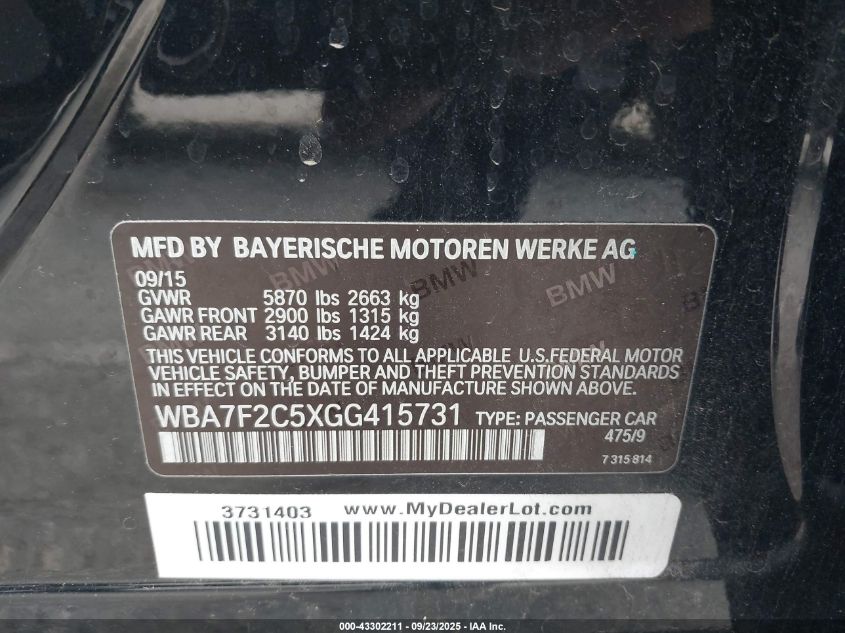 MFD BY BAYERISCHE MOTOREN WERKE AG
09/15
GVWR 5870 lbs 2663 kg
GAWR FRONT 2900 lbs 1315 kg
GAWR REAR 3140 lbs 1424 kg
THIS VEHICLE CONFORMS TO ALL APPLICABLE U.S.FEDERAL MOTOR
VEHICLE SAFETY, BUMPER AND THEFT PREVENTION STANDARDS
IN EFFECT ON THE DATE OF MANUFACTURE SHOWN ABOVE.
WBA7F2C5XGG415731 TYPE: PASSENGER CAR
475/9
7 315 814
BMW
BMW
BMW
3731403 www.MyDealerLot.com
000-43302211 - 09/23/2025 - IAA Inc.